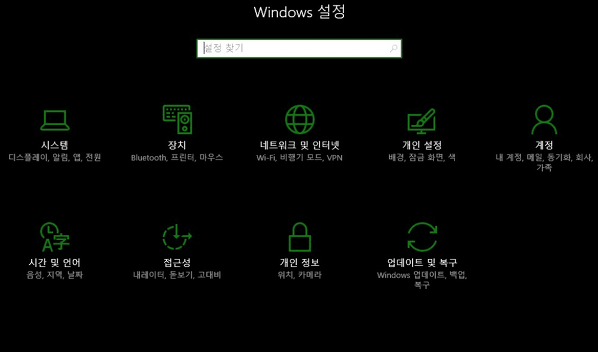 Windows 설정
설정 찾기
시스템
디스플레이, 알림, 앱, 전원
장치
Bluetooth, 프린터, 마우스
네트워크 및 인터넷
Wi-Fi, 비행기 모드, VPN
개인 설정
배경, 잠금 화면, 색
계정
내 계정, 메일, 동기화, 회사,
가족
시간 및 언어
음성, 지역, 날짜
접근성
내레이터, 돋보기, 고대비
개인 정보
위치, 카메라
업데이트 및 복구
Windows 업데이트, 백업,
복구